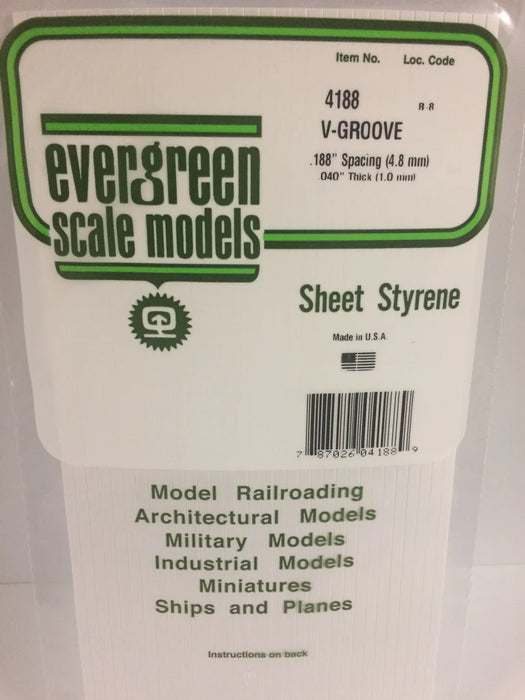 Item No. Loc. Code
4188 B-8
V-GROOVE
.188" Spacing (4.8 mm)
.040" Thick (1.0 mm)
evergreen
scale models
Sheet Styrene
Made in U.S.A.
7 87026 04188 9
Model Railroading
Architectural Models
Military Models
Industrial Models
Miniatures
Ships and Planes
Instructions on back